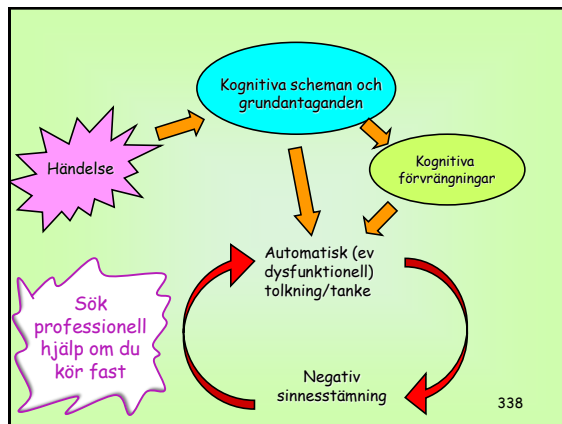 Kognitiva scheman och
grundantaganden
Händelse
Kognitiva
förvrängningar
Automatisk (ev
dysfunktionell)
tolkning/tanke
Sök
professionell
hjälp om du
kör fast
Negativ
sinnesstämning
338